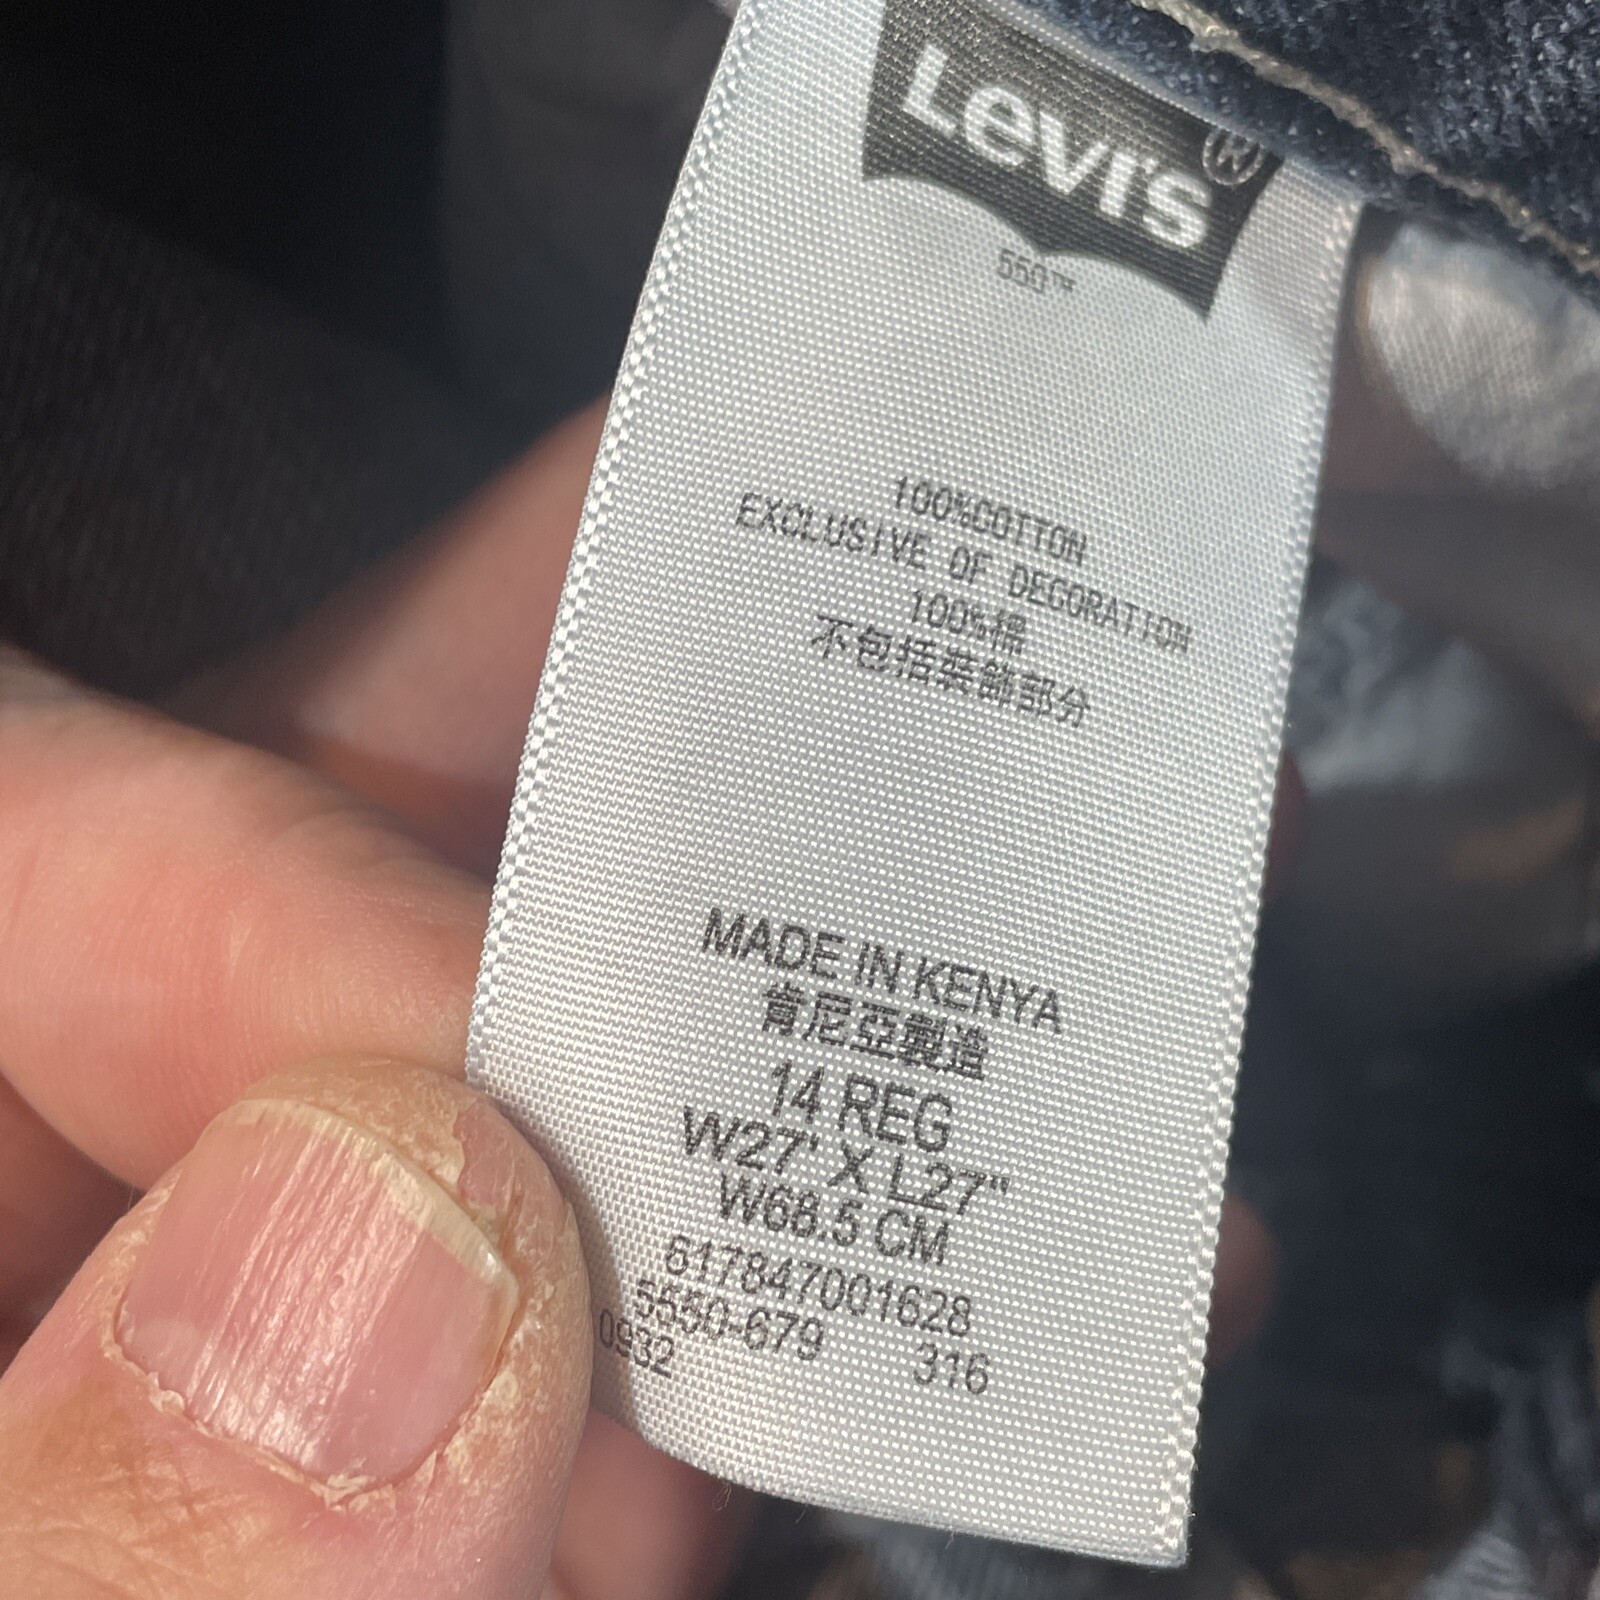 Levi's®
550™
100%COTTON
EXCLUSIVE OF DECORATION
100%棉
不包括裝飾部分
MADE IN KENYA
肯尼亞製造
14 REG
W27' X L27"
W68.5 CM
617847001628
5550-679 316
0932